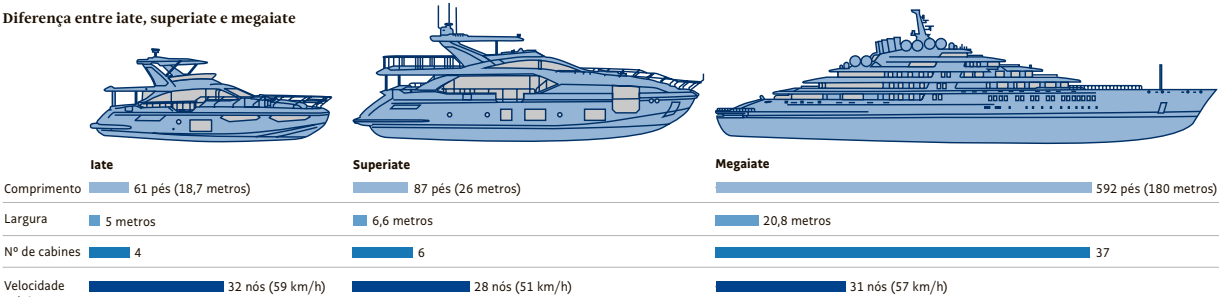 Diferença entre iate, superiate e megaiate
Iate Superiate Megaiate
Comprimento 61 pés (18,7 metros) 87 pés (26 metros) 592 pés (180 metros)
Largura 5 metros 6,6 metros 20,8 metros
Nº de cabines 4 6 37
Velocidade 32 nós (59 km/h) 28 nós (51 km/h) 31 nós (57 km/h)